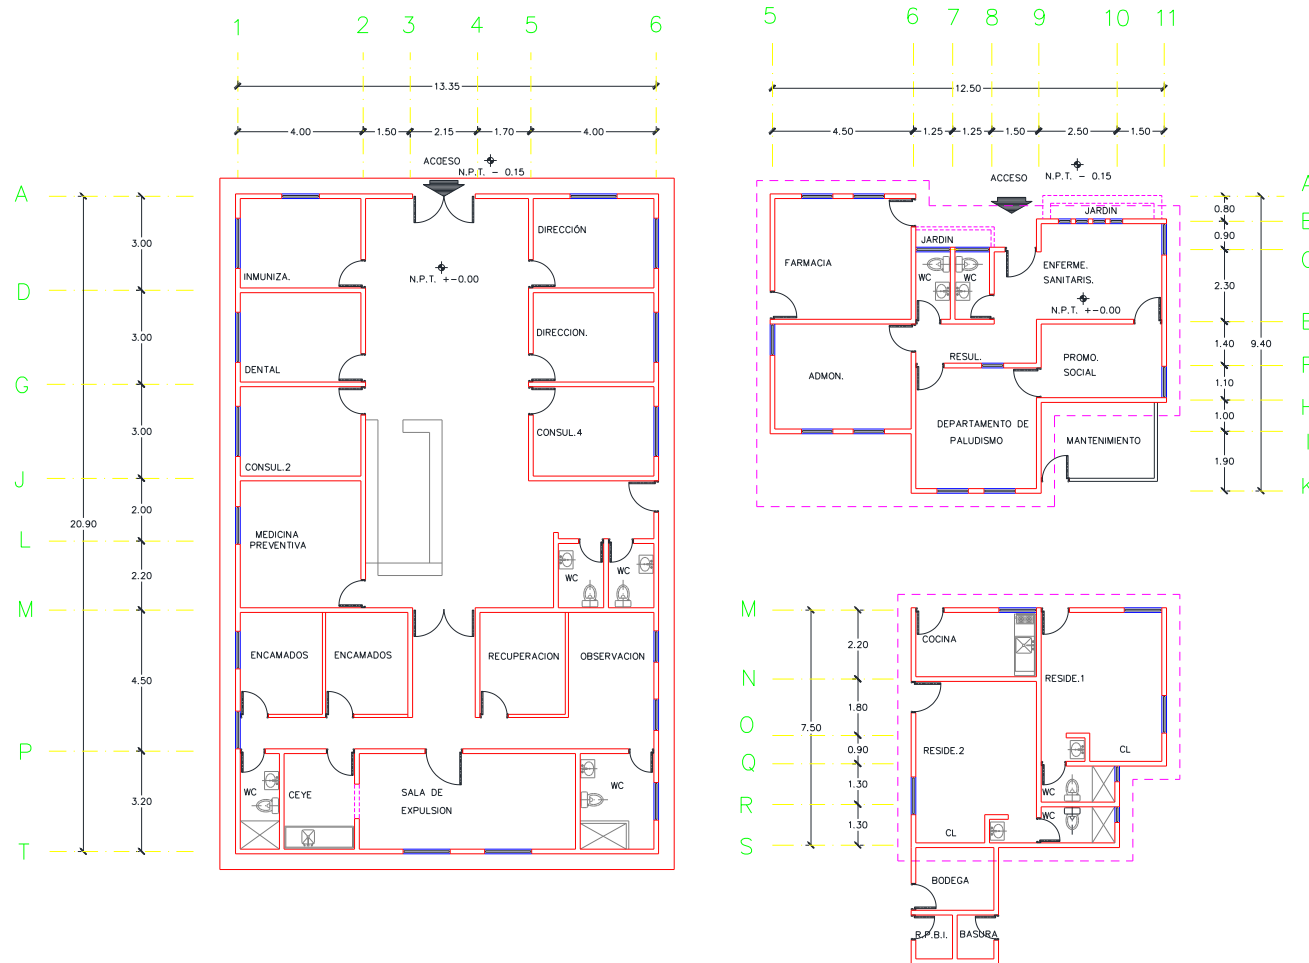 1 2 3 4 5 6
13.35
4.00 1.50 2.15 1.70 4.00
ACCESO
N.P.T. - 0.15
A
D
G
J
L
M
P
T
3.00
3.00
3.00
2.00
2.20
4.50
3.20
20.90
DIRECCIÓN
INMUNIZA.
N.P.T. +-0.00
DIRECCION.
DENTAL
CONSUL.4
CONSUL.2
MEDICINA
PREVENTIVA
WC WC
ENCAMADOS ENCAMADOS RECUPERACION OBSERVACION
WC CEYE SALA DE
EXPULSION
WC
5 6 7 8 9 10 11
12.50
4.50 1.25 1.25 1.50 2.50 1.50
ACCESO
N.P.T. - 0.15
JARDIN
JARDIN
FARMACIA
WC WC
ENFERME.
SANITARIS.
N.P.T. +-0.00
RESUL.
ADMON.
PROMO.
SOCIAL
DEPARTAMENTO DE
PALUDISMO
MANTENIMIENTO
A
E
C
E
F
H
I
K
0.80
0.90
2.30
1.40
1.10
1.00
1.90
9.40
M
N
O
Q
R
S
2.20
1.80
0.90
1.30
1.30
7.50
COCINA
RESIDE.1
RESIDE.2
CL
WC
WC
CL
BODEGA
R.P.B.I. BASURA